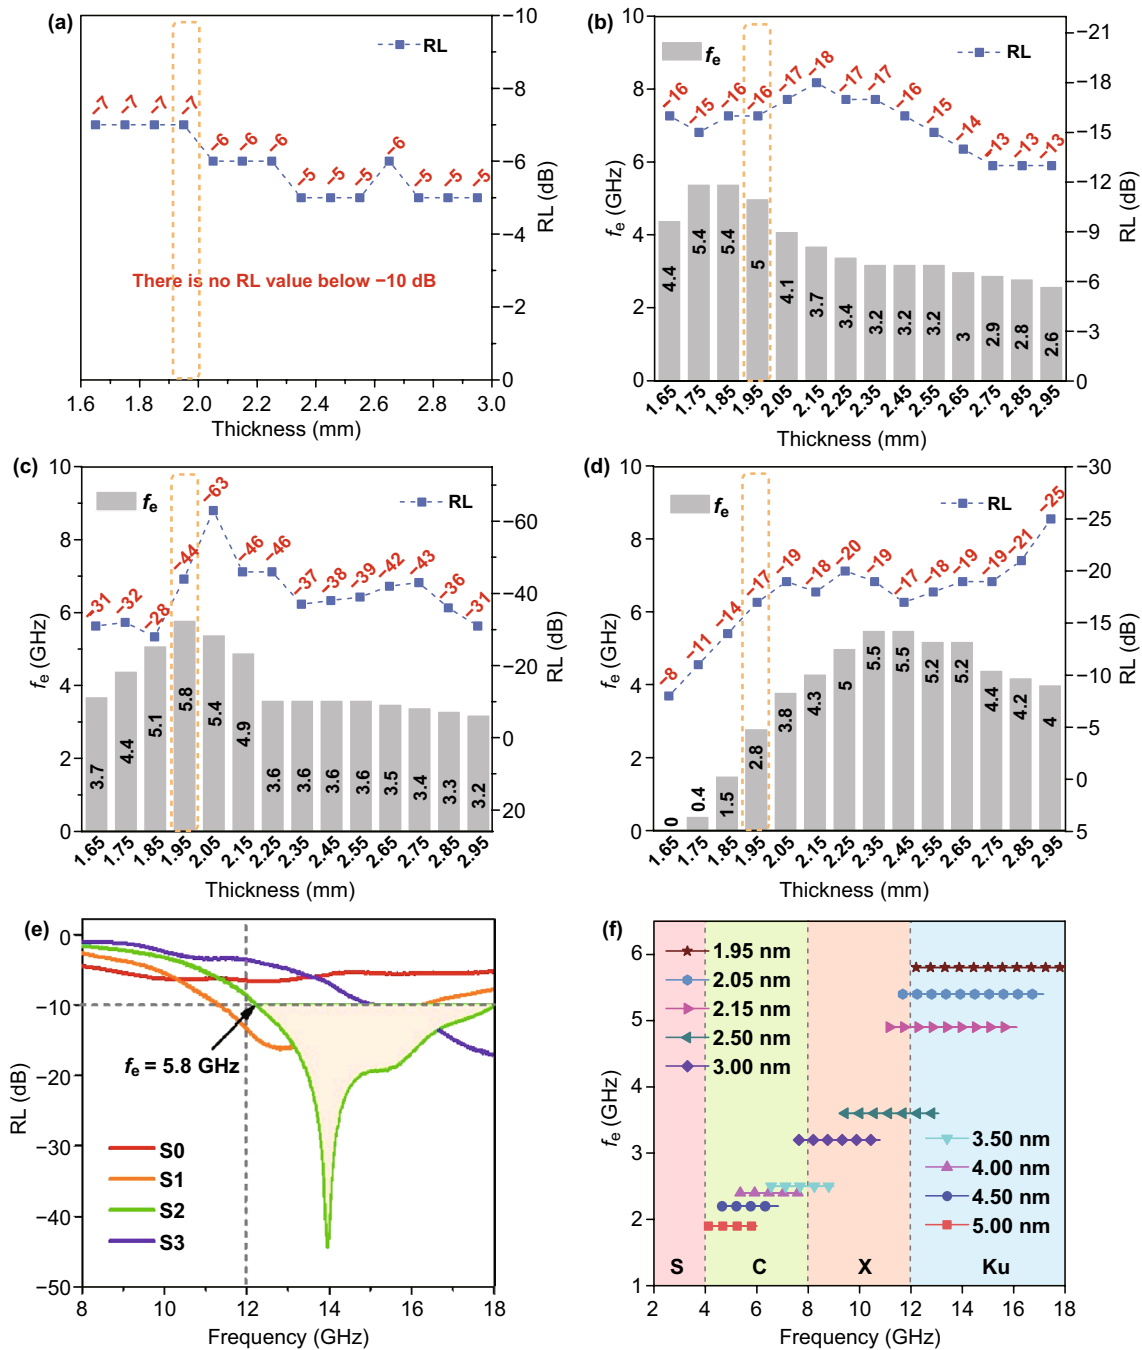 (a)
RL
−7 −7 −7 −7 −6 −6 −6 −5 −5 −5 −6 −5 −5 −5
There is no RL value below −10 dB
−10
−8
−6
−4
−2
0
RL (dB)
1.6 1.8 2.0 2.2 2.4 2.6 2.8 3.0
Thickness (mm)
(b)
fe
RL
10
8
6
4
2
0
fe (GHz)
−16 −15 −16 −16 −17 −18 −17 −17 −16 −15 −14 −13 −13 −13
4.4 5.4 5.4 5 4.1 3.7 3.4 3.2 3.2 3.2 3 2.9 2.8 2.6
−21
−18
−15
−12
−9
−6
−3
0
RL (dB)
1.65 1.75 1.85 1.95 2.05 2.15 2.25 2.35 2.45 2.55 2.65 2.75 2.85 2.95
Thickness (mm)
(c)
fe
RL
10
8
6
4
2
0
fe (GHz)
−31 −32 −28 −44 −63 −46 −46 −37 −38 −39 −42 −43 −36 −31
3.7 4.4 5.1 5.8 5.4 4.9 3.6 3.6 3.6 3.6 3.5 3.4 3.3 3.2
−60
−40
−20
0
20
RL (dB)
1.65 1.75 1.85 1.95 2.05 2.15 2.25 2.35 2.45 2.55 2.65 2.75 2.85 2.95
Thickness (mm)
(d)
fe
RL
10
8
6
4
2
0
fe (GHz)
−8 −11 −14 −17 −19 −18 −20 −19 −17 −18 −19 −19 −21 −25
0 0.4 1.5 2.8 3.8 4.3 5 5.5 5.5 5.2 5.2 4.4 4.2 4
−30
−25
−20
−15
−10
−5
0
5
RL (dB)
1.65 1.75 1.85 1.95 2.05 2.15 2.25 2.35 2.45 2.55 2.65 2.75 2.85 2.95
Thickness (mm)
(e)
0
−10
−20
−30
−40
−50
RL (dB)
fe = 5.8 GHz
S0
S1
S2
S3
8 10 12 14 16 18
Frequency (GHz)
(f)
6
5
4
3
2
1
fe (GHz)
1.95 nm
2.05 nm
2.15 nm
2.50 nm
3.00 nm
3.50 nm
4.00 nm
4.50 nm
5.00 nm
S C X Ku
2 4 6 8 10 12 14 16 18
Frequency (GHz)